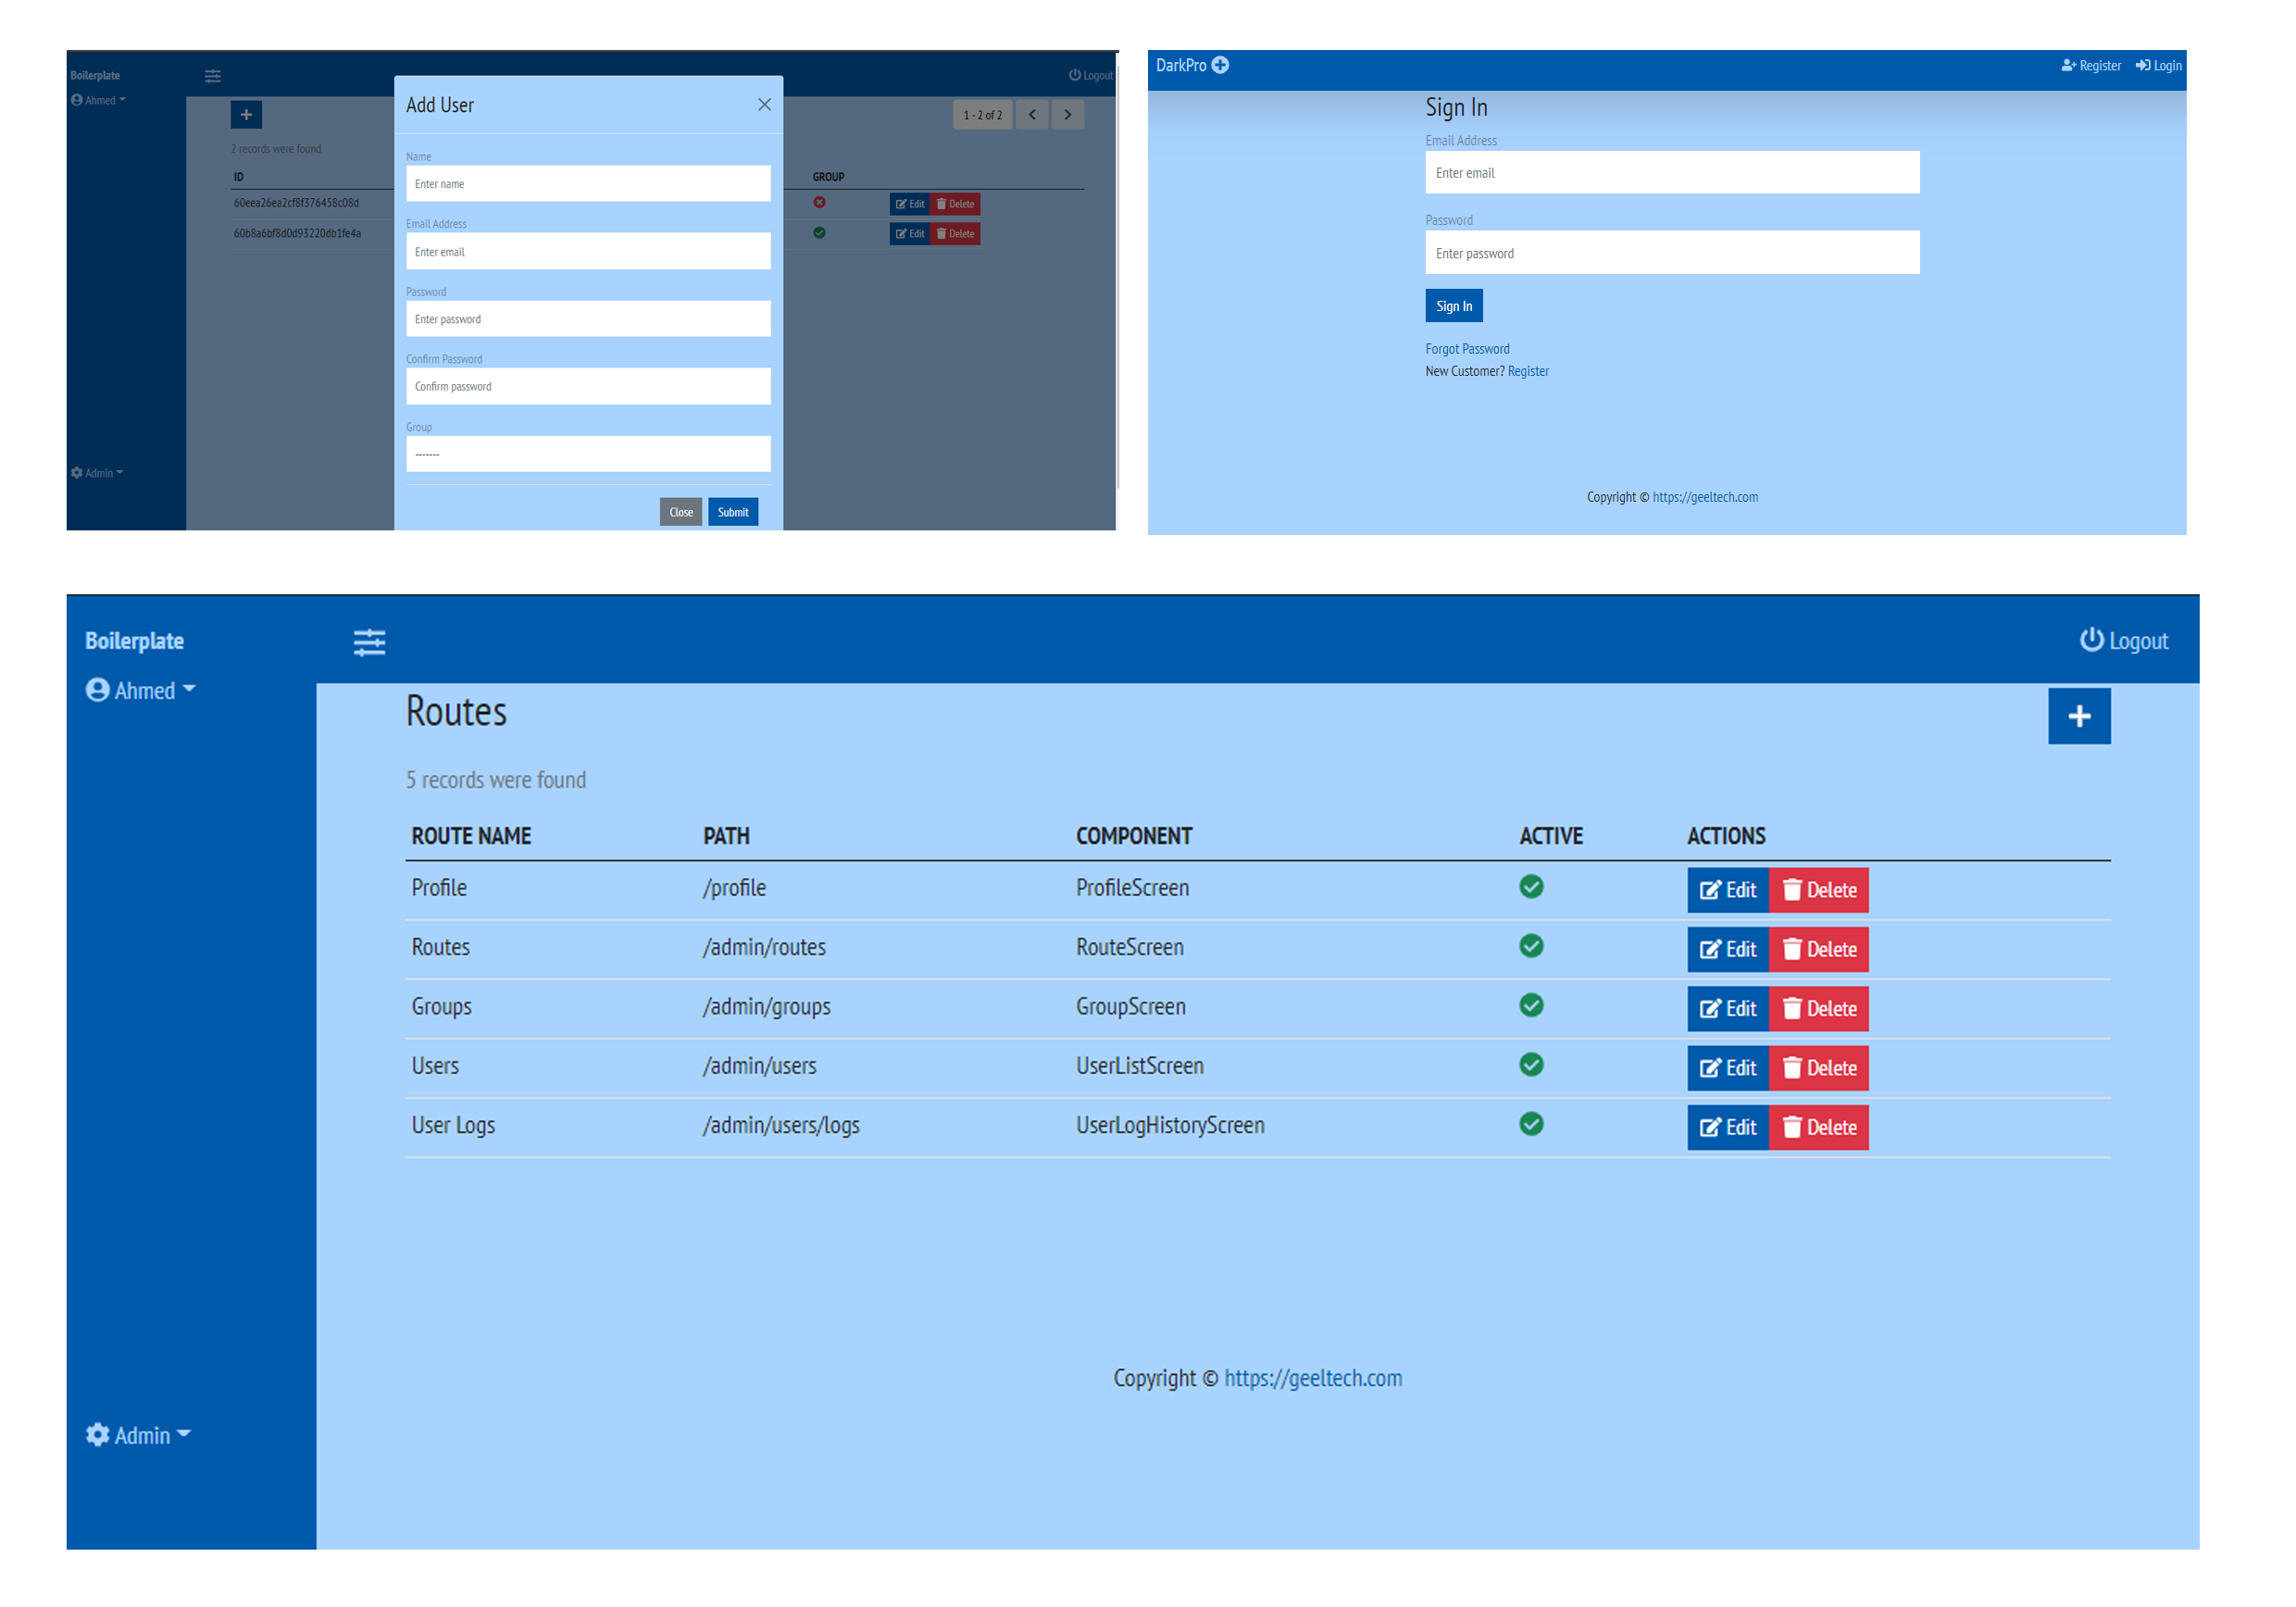 Boilerplate
Logout
Ahmed
Add User
1 - 2 of 2
2 records were found
Name
Enter name
ID
GROUP
60eea26ea2cf8f376458c08d
Edit Delete
Email Address
Enter email
60b8a6bf8d0d93220db1fe4a
Edit Delete
Password
Enter password
Confirm Password
Confirm password
Group
-------
Admin
Close Submit
DarkPro
Register Login
Sign In
Email Address
Enter email
Password
Enter password
Sign In
Forgot Password
New Customer? Register
Copyright © https://geeltech.com
Boilerplate
Logout
Ahmed
Routes
5 records were found
ROUTE NAME PATH COMPONENT ACTIVE ACTIONS
Profile /profile ProfileScreen Edit Delete
Routes /admin/routes RouteScreen Edit Delete
Groups /admin/groups GroupScreen Edit Delete
Users /admin/users UserListScreen Edit Delete
User Logs /admin/users/logs UserLogHistoryScreen Edit Delete
Copyright © https://geeltech.com
Admin